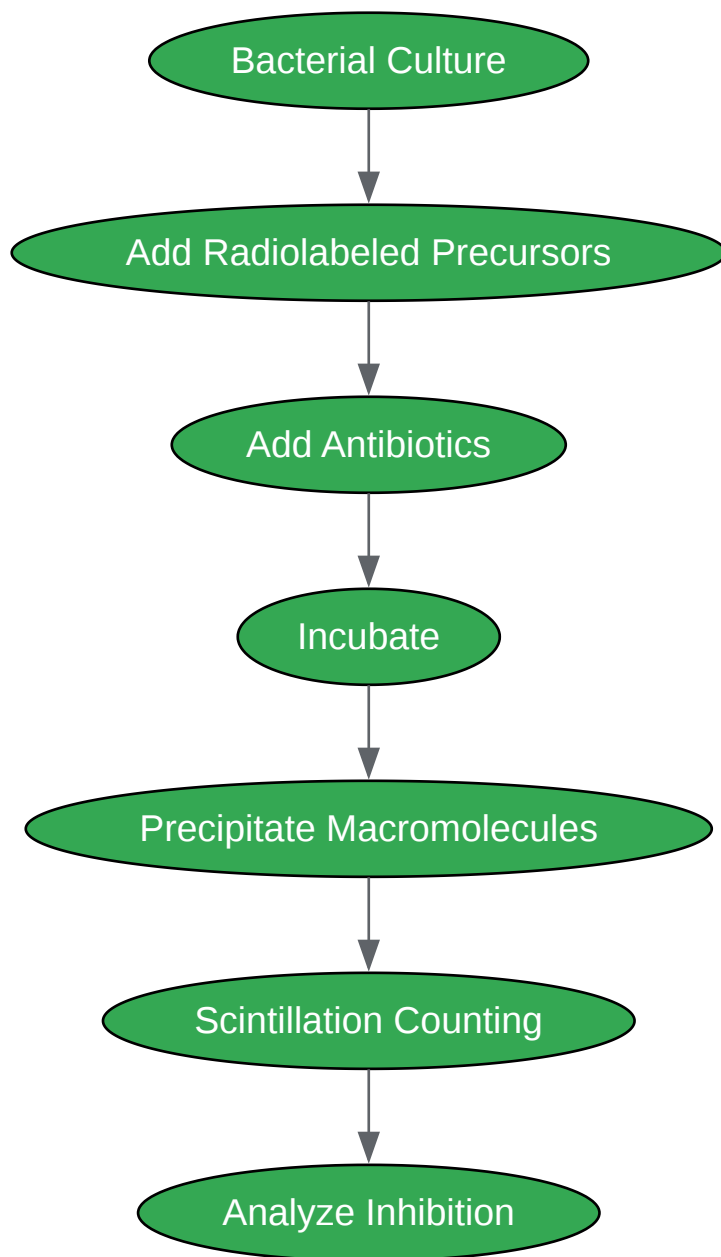 Bacterial Culture
Add Radiolabeled Precursors
Add Antibiotics
Incubate
Precipitate Macromolecules
Scintillation Counting
Analyze Inhibition